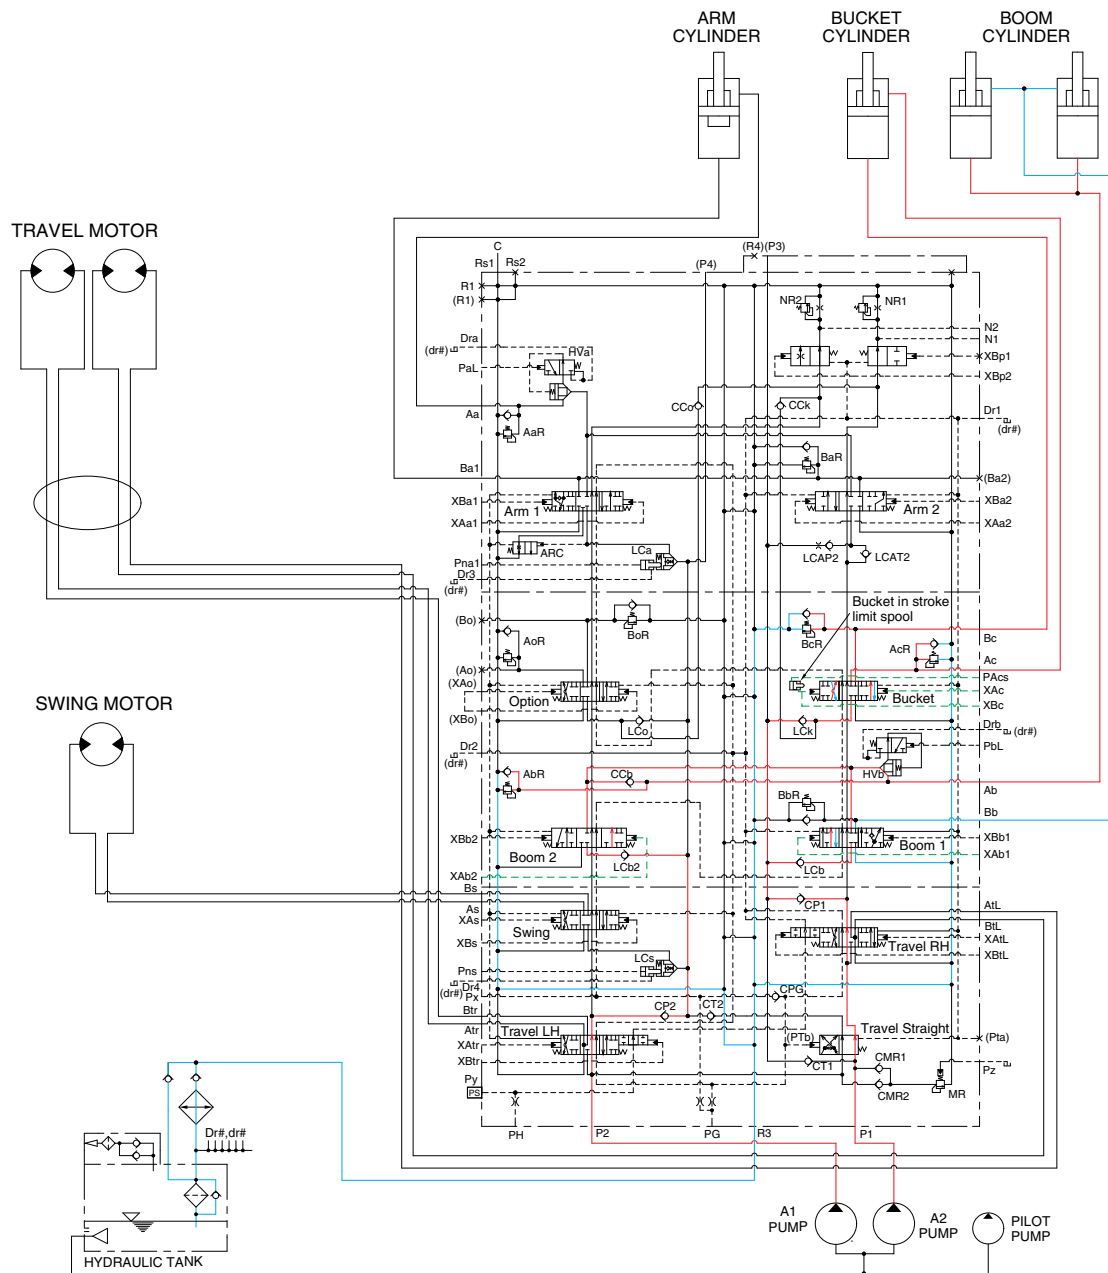 ARM
CYLINDER
BUCKET
CYLINDER
BOOM
CYLINDER
TRAVEL MOTOR
C
Rs1
Rs2
(P4)
(R4)(P3)
R1
(R1)
NR2
NR1
N2
N1
Dra
(dr#)
HVa
PaL
XBp1
XBp2
CCo
CCk
Aa
AaR
Dr1
(dr#)
BaR
Ba1
(Ba2)
XBa1
Arm 1
XBa2
Arm 2
XAa1
XAa2
ARC
LCa
LCAP2
LCAT2
Pna1
Dr3
(dr#)
Bucket in stroke
limit spool
(Bo)
BoR
BcR
Bc
AoR
AcR
Ac
(Ao)
(XAo)
PAcs
XAc
Option
Bucket
XBc
(XBo)
LCo
LCk
Drb
(dr#)
Dr2
(dr#)
PbL
HVb
AbR
CCb
Ab
BbR
Bb
SWING MOTOR
XBb2
Boom 2
XBb1
Boom 1
XAb1
LCb2
LCb
XAb2
Bs
As
CP1
AtL
XAs
BtL
Swing
XAtL
Travel RH
XBs
XBtL
Pns
LCs
Dr4
(dr#)
Px
CPG
Btr
CP2
CT2
Atr
Travel LH
(PTb)
Travel Straight
(Pta)
XAtr
XBtr
CT1
CMR1
Pz
Py
PS
CMR2
MR
Dr#,dr#
PH
P2
PG
R3
P1
A1
PUMP
A2
PUMP
PILOT
PUMP
HYDRAULIC TANK